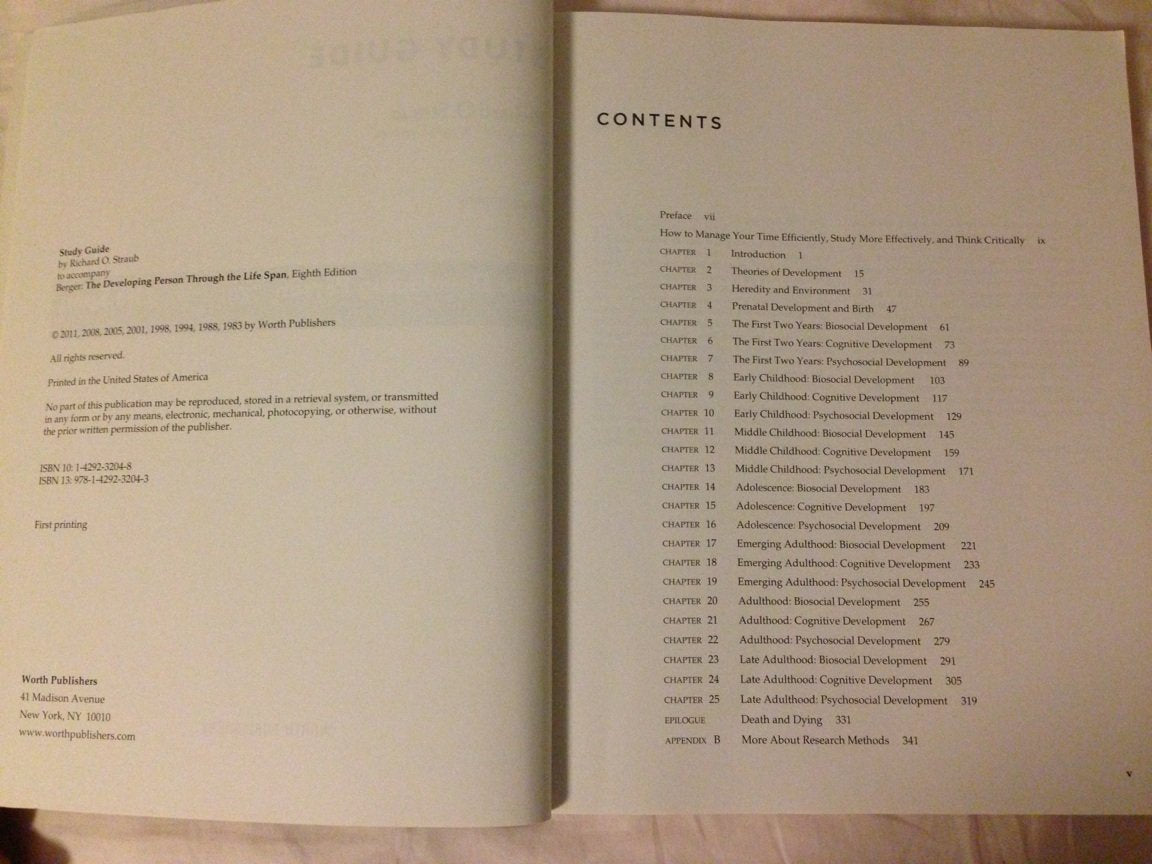 Study Guide
by Richard O. Straub
to accompany
Berger: The Developing Person Through the Life Span, Eighth Edition
© 2011, 2008, 2005, 2001, 1998, 1994, 1988, 1983 by Worth Publishers
All rights reserved.
Printed in the United States of America
No part of this publication may be reproduced, stored in a retrieval system, or transmitted
in any form or by any means, electronic, mechanical, photocopying, or otherwise, without
the prior written permission of the publisher.
ISBN 10: 1-4292-3204-8
ISBN 13: 978-1-4292-3204-3
First printing
Worth Publishers
41 Madison Avenue
New York, NY 10010
www.worthpublishers.com
CONTENTS
Preface vii
How to Manage Your Time Efficiently, Study More Effectively, and Think Critically ix
CHAPTER 1 Introduction 1
CHAPTER 2 Theories of Development 15
CHAPTER 3 Heredity and Environment 31
CHAPTER 4 Prenatal Development and Birth 47
CHAPTER 5 The First Two Years: Biosocial Development 61
CHAPTER 6 The First Two Years: Cognitive Development 73
CHAPTER 7 The First Two Years: Psychosocial Development 89
CHAPTER 8 Early Childhood: Biosocial Development 103
CHAPTER 9 Early Childhood: Cognitive Development 117
CHAPTER 10 Early Childhood: Psychosocial Development 129
CHAPTER 11 Middle Childhood: Biosocial Development 145
CHAPTER 12 Middle Childhood: Cognitive Development 159
CHAPTER 13 Middle Childhood: Psychosocial Development 171
CHAPTER 14 Adolescence: Biosocial Development 183
CHAPTER 15 Adolescence: Cognitive Development 197
CHAPTER 16 Adolescence: Psychosocial Development 209
CHAPTER 17 Emerging Adulthood: Biosocial Development 221
CHAPTER 18 Emerging Adulthood: Cognitive Development 233
CHAPTER 19 Emerging Adulthood: Psychosocial Development 245
CHAPTER 20 Adulthood: Biosocial Development 255
CHAPTER 21 Adulthood: Cognitive Development 267
CHAPTER 22 Adulthood: Psychosocial Development 279
CHAPTER 23 Late Adulthood: Biosocial Development 291
CHAPTER 24 Late Adulthood: Cognitive Development 305
CHAPTER 25 Late Adulthood: Psychosocial Development 319
EPILOGUE Death and Dying 331
APPENDIX B More About Research Methods 341
v